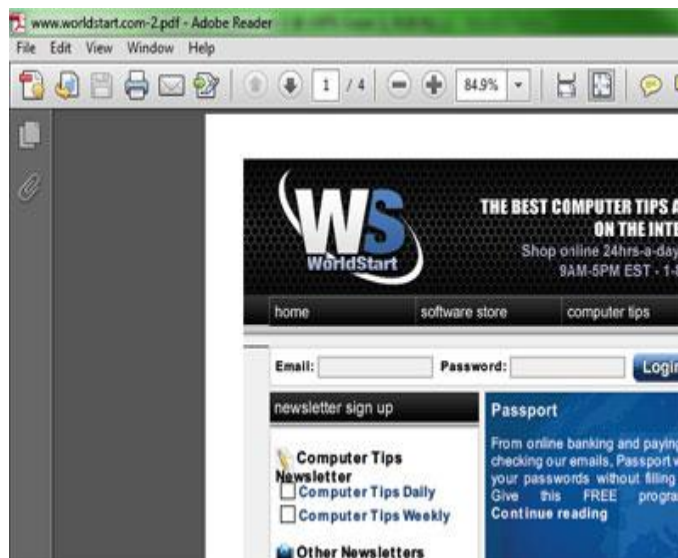 www.worldstart.com-2.pdf - Adobe Reader
File Edit View Window Help
1 / 4 84.9%
WS
WorldStart
THE BEST COMPUTER TIPS A
ON THE INTE
Shop online 24hrs-a-day
9AM-5PM EST - 1-8
home software store computer tips
Email: Password: Login
newsletter sign up
Computer Tips
Newsletter
Computer Tips Daily
Computer Tips Weekly
Other Newsletters
Passport
From online banking and paying
checking our emails, Passport w
your passwords without filling
Give this FREE progra
Continue reading